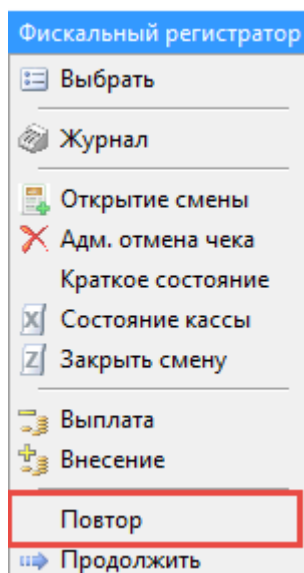 Фискальный регистратор
Выбрать
Журнал
Открытие смены
Адм. отмена чека
Краткое состояние
Состояние кассы
Закрыть смену
Выплата
Внесение
Повтор
Продолжить